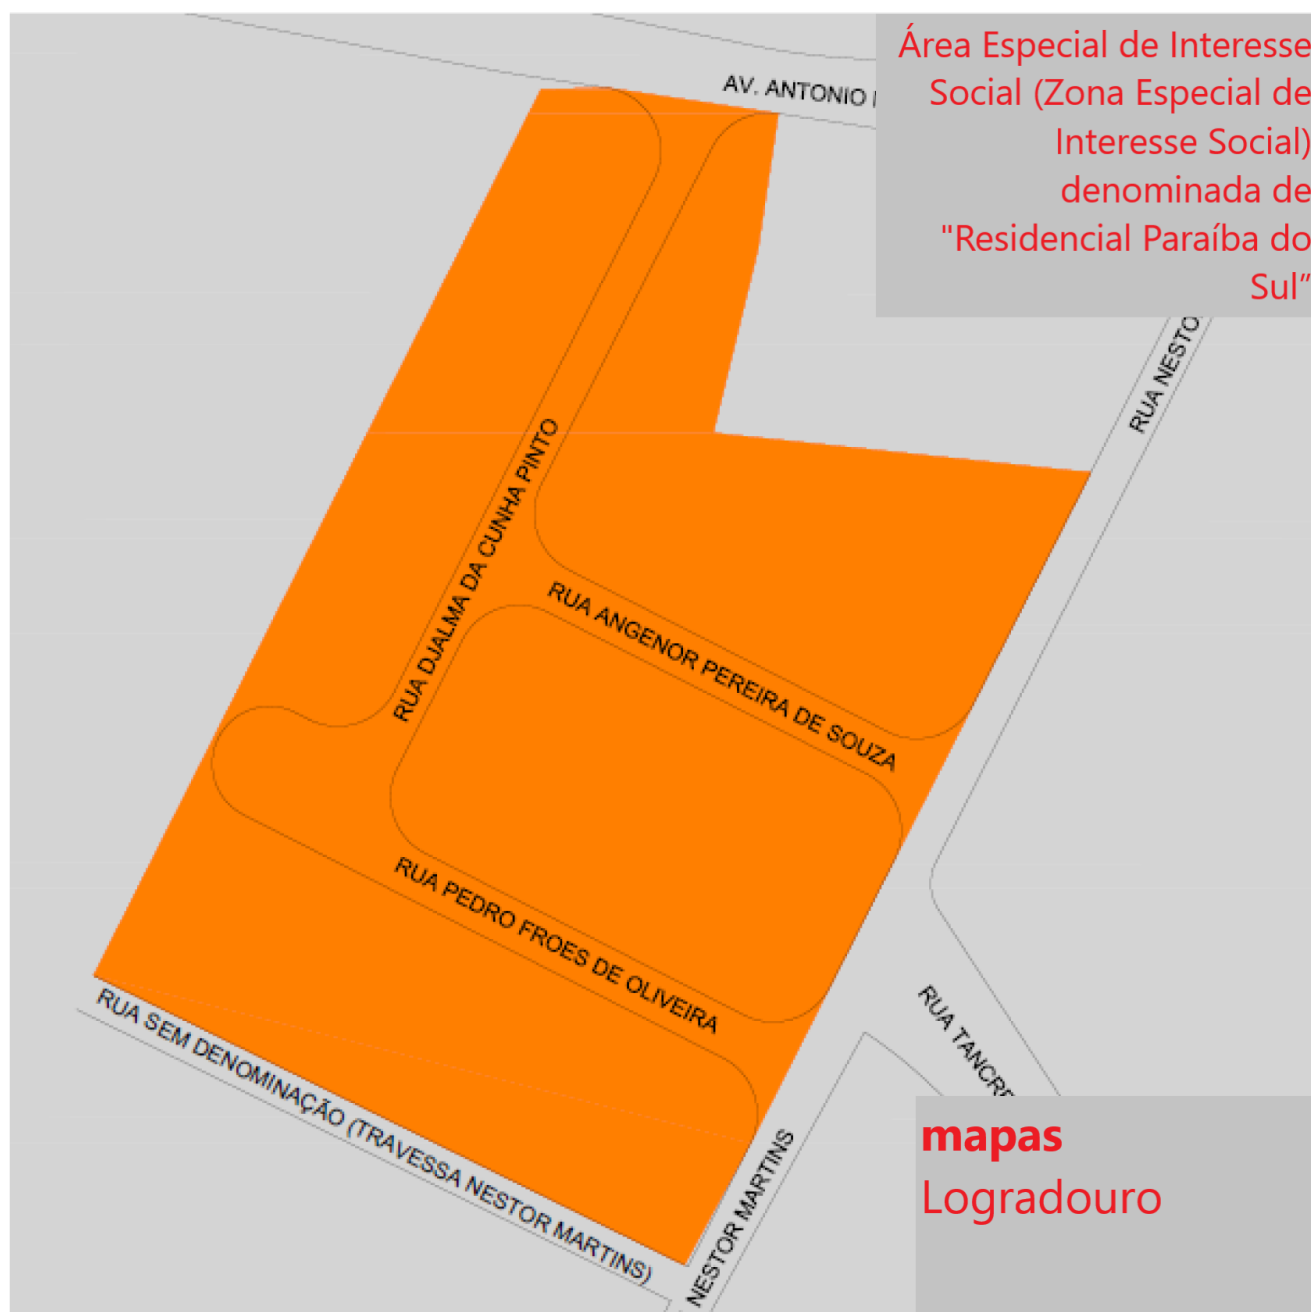 AV. ANTONIO
Área Especial de Interesse
Social (Zona Especial de
Interesse Social)
denominada de
"Residencial Paraíba do
Sul”
RUA NESTO
RUA DJALMA DA CUNHA PINTO
RUA ANGENOR PEREIRA DE SOUZA
RUA PEDRO FROES DE OLIVEIRA
RUA SEM DENOMINAÇÃO (TRAVESSA NESTOR MARTINS)
NESTOR MARTINS
RUA TANCRE
mapas
Logradouro